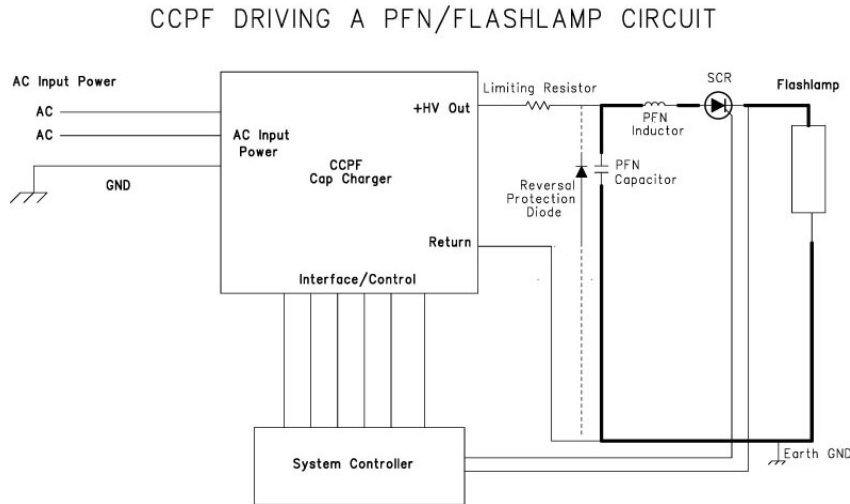 CCPF DRIVING A PFN/FLASHLAMP CIRCUIT
AC Input Power
AC
AC
GND
AC Input
Power
CCPF
Cap Charger
+HV Out
Return
Interface/Control
Limiting Resistor
Reversal
Protection
Diode
PFN
Capacitor
PFN
Inductor
SCR
Flashlamp
System Controller
Earth GND